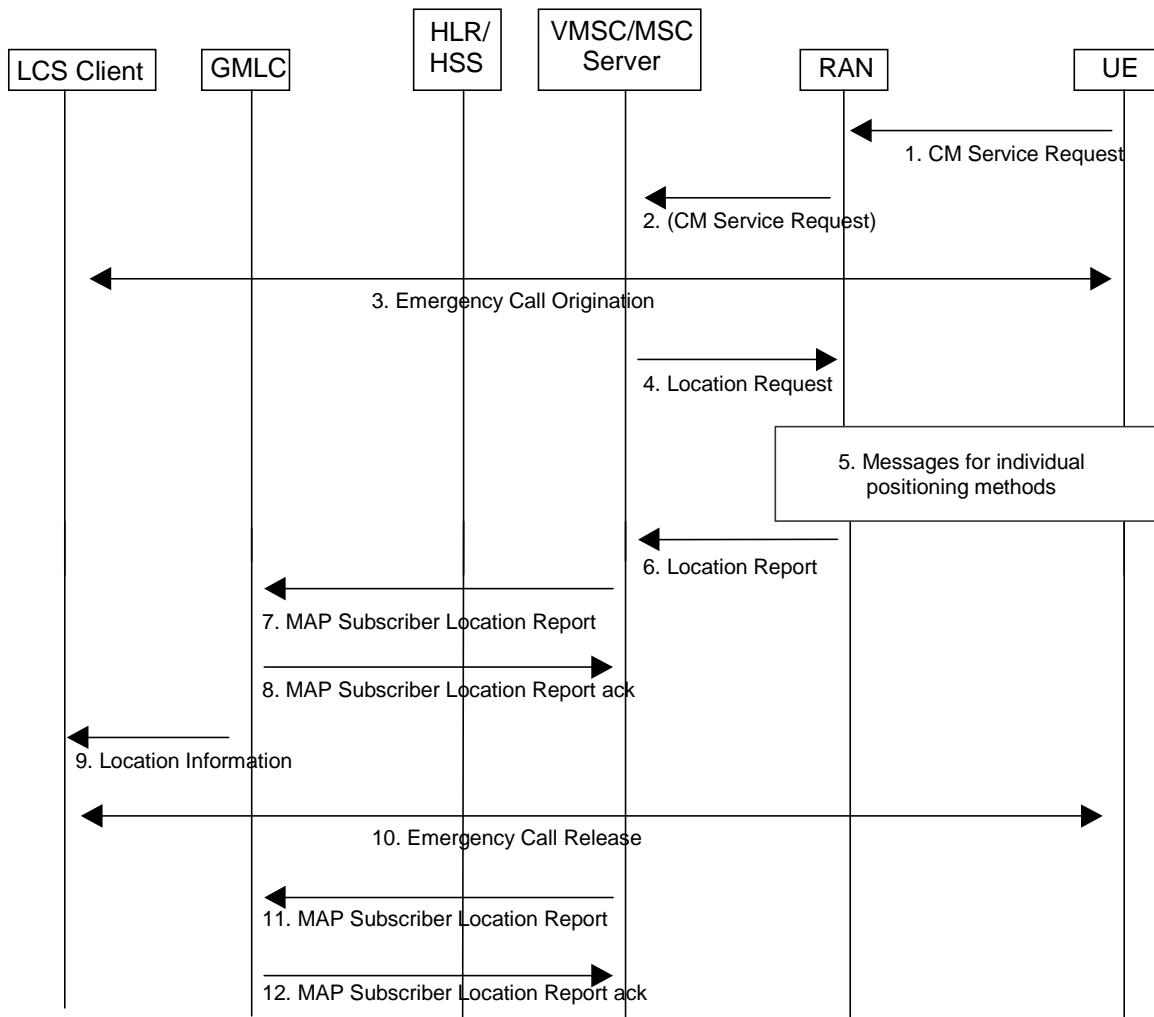 LCS Client
GMLC
HLR/
HSS
VMSC/MSC
Server
RAN
UE
1. CM Service Request
2. (CM Service Request)
3. Emergency Call Origination
4. Location Request
5. Messages for individual
positioning methods
6. Location Report
7. MAP Subscriber Location Report
8. MAP Subscriber Location Report ack
9. Location Information
10. Emergency Call Release
11. MAP Subscriber Location Report
12. MAP Subscriber Location Report ack